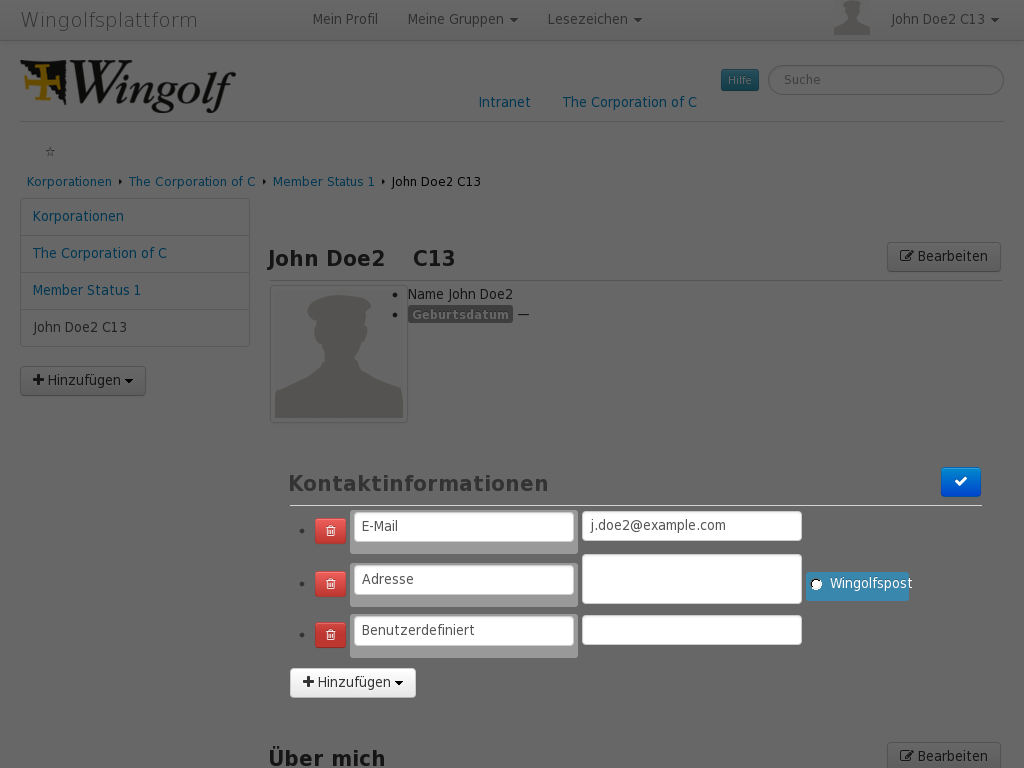 Wingolfsplattform Mein Profil Meine Gruppen Lesezeichen John Doe2 C13
Wingolf
Hilfe Suche
Intranet The Corporation of C
Korporationen The Corporation of C Member Status 1 John Doe2 C13
Korporationen
The Corporation of C
Member Status 1
John Doe2 C13
Hinzufügen
John Doe2 C13 Bearbeiten
Name John Doe2
Geburtsdatum —
Kontaktinformationen
E-Mail j.doe2@example.com
Adresse Wingolfspost
Benutzerdefiniert
Hinzufügen
Über mich Bearbeiten